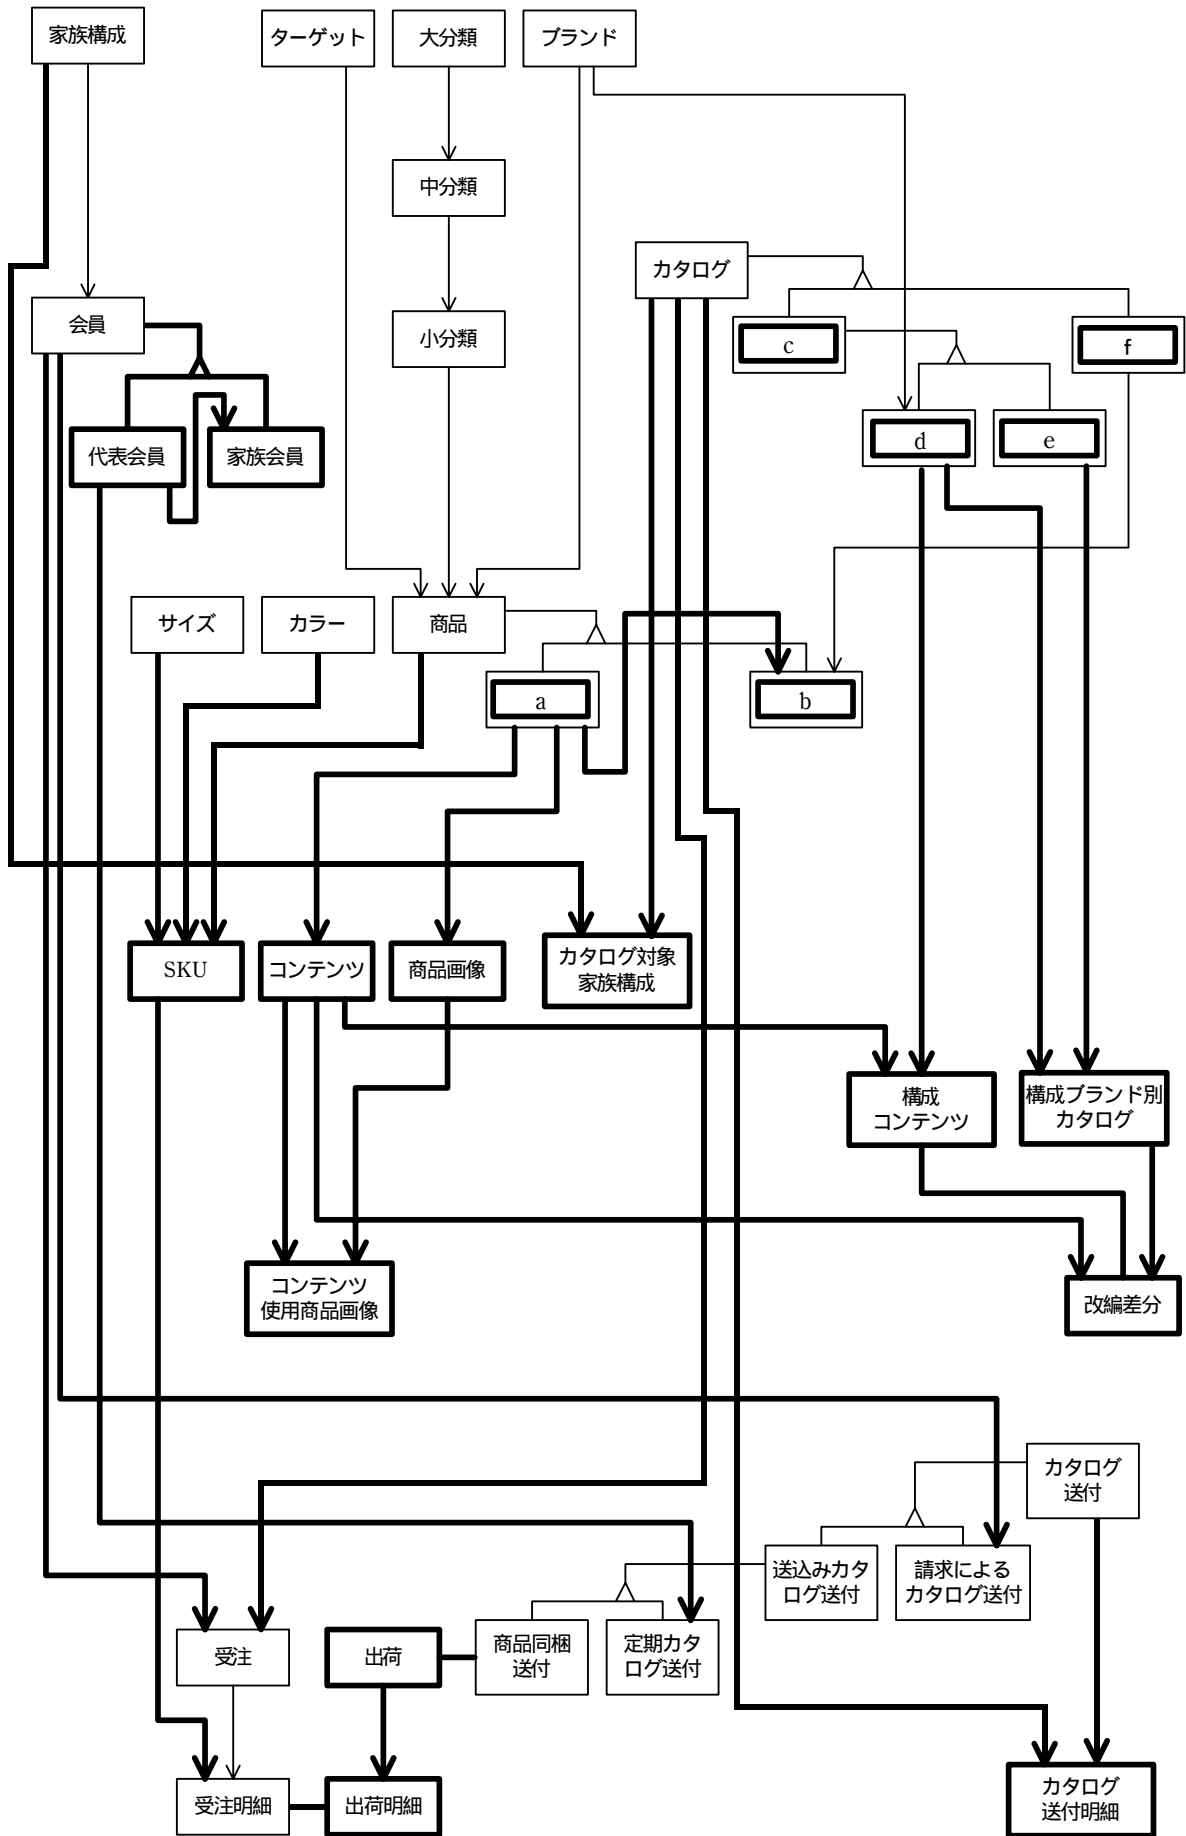 家族構成
ターゲット
大分類
ブランド
中分類
カタログ
会員
小分類
c
f
代表会員
家族会員
d
e
サイズ
カラー
商品
a
b
SKU
コンテンツ
商品画像
カタログ対象
家族構成
構成
コンテンツ
構成ブランド別
カタログ
コンテンツ
使用商品画像
改編差分
カタログ
送付
送込みカタ
ログ送付
請求による
カタログ送付
受注
出荷
商品同梱
送付
定期カタ
ログ送付
受注明細
出荷明細
カタログ
送付明細